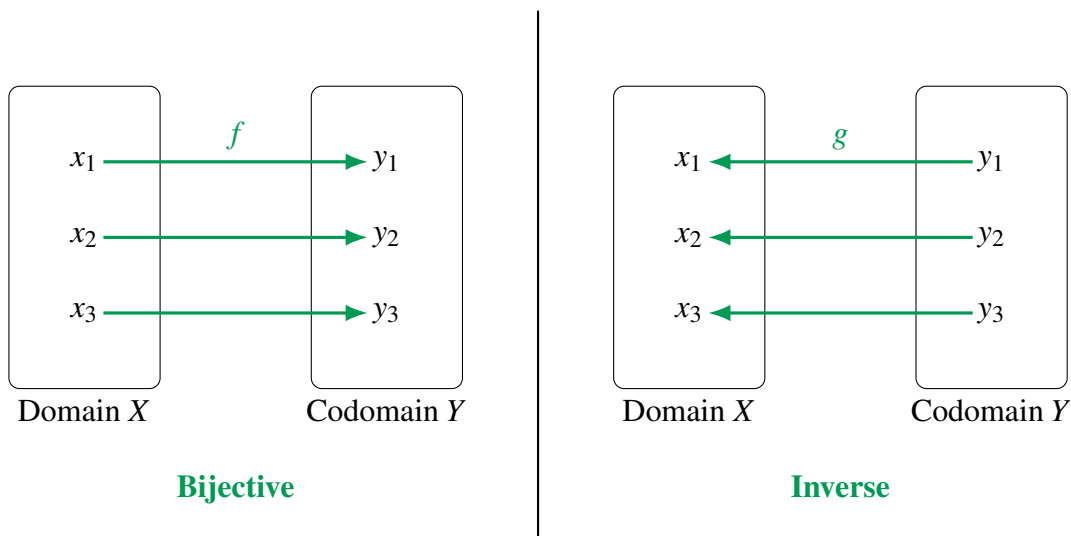 f
x₁ y₁
x₂ y₂
x₃ y₃
Domain X Codomain Y
Bijective
g
x₁ y₁
x₂ y₂
x₃ y₃
Domain X Codomain Y
Inverse